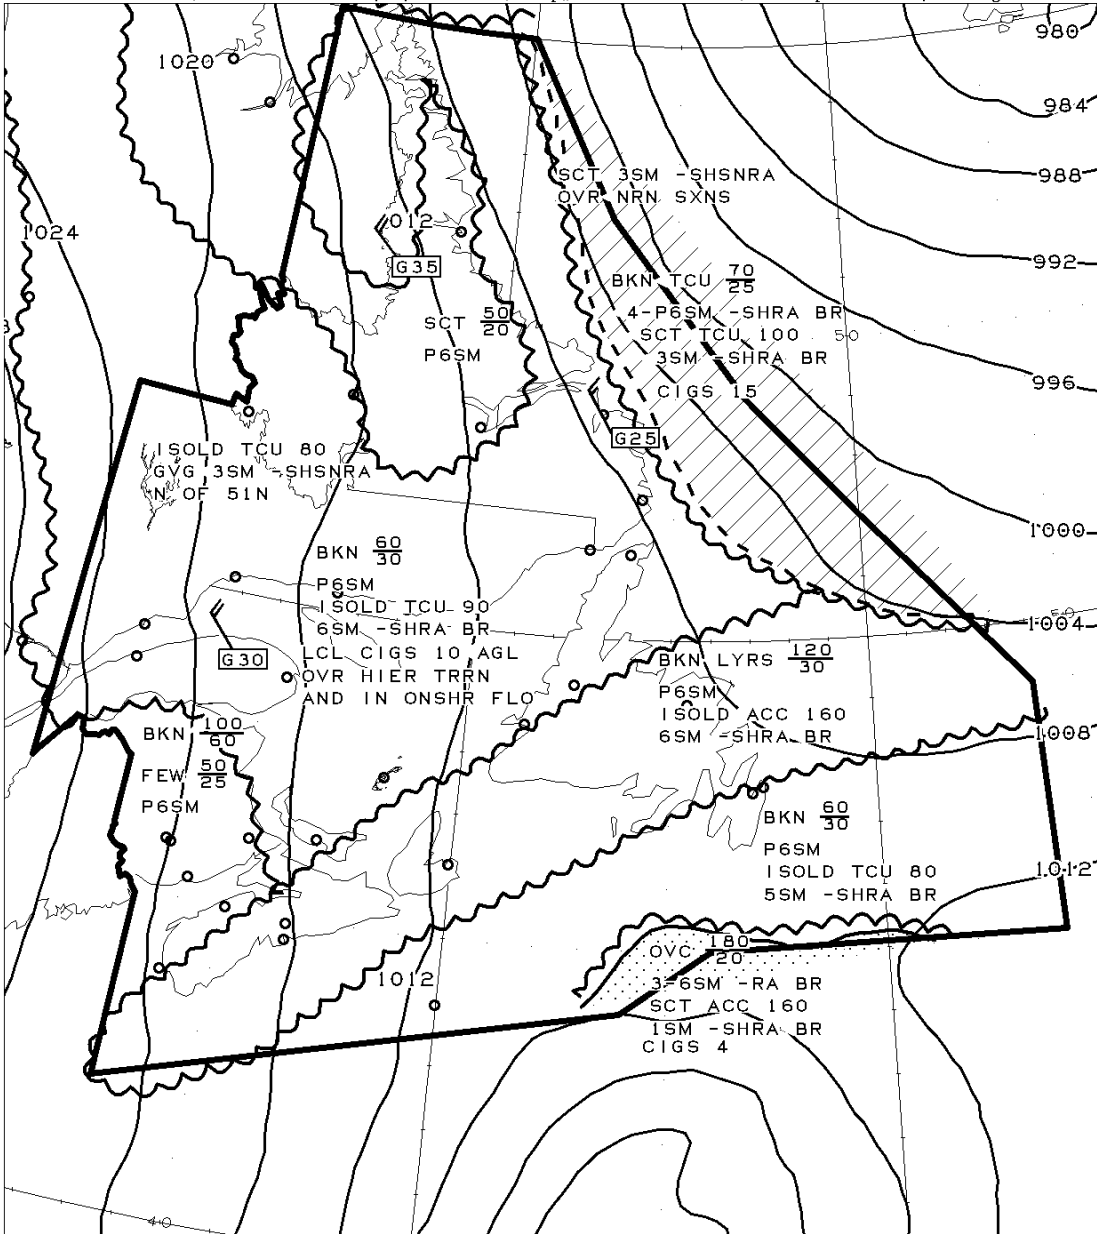 980
1020
984
SCT 3SM -SHSNRA
OVR NRN SXNS
988
1024
1012
992
G35
BKN TCU 70/25
4-P6SM -SHRA BR
SCT TCU 100
3SM -SHRA BR
CIGS 15
50
SCT 50/20
P6SM
996
G25
ISOLD TCU 80
GVG 3SM -SHSNRA
N OF 51N
1000
BKN 60/30
P6SM
ISOLD TCU 90
6SM -SHRA BR
LCL CIGS 10 AGL
OVR HIER TRRN
AND IN ONSHR FLO
G30
50
1004
BKN LYRS 120/30
P6SM
ISOLD ACC 160
6SM -SHRA BR
1008
BKN 100/60
FEW 50/25
P6SM
BKN 60/30
P6SM
ISOLD TCU 80
5SM -SHRA BR
1012
OVC 180/20
3-6SM -RA BR
SCT ACC 160
1SM -SHRA BR
CIGS 4
1012
40